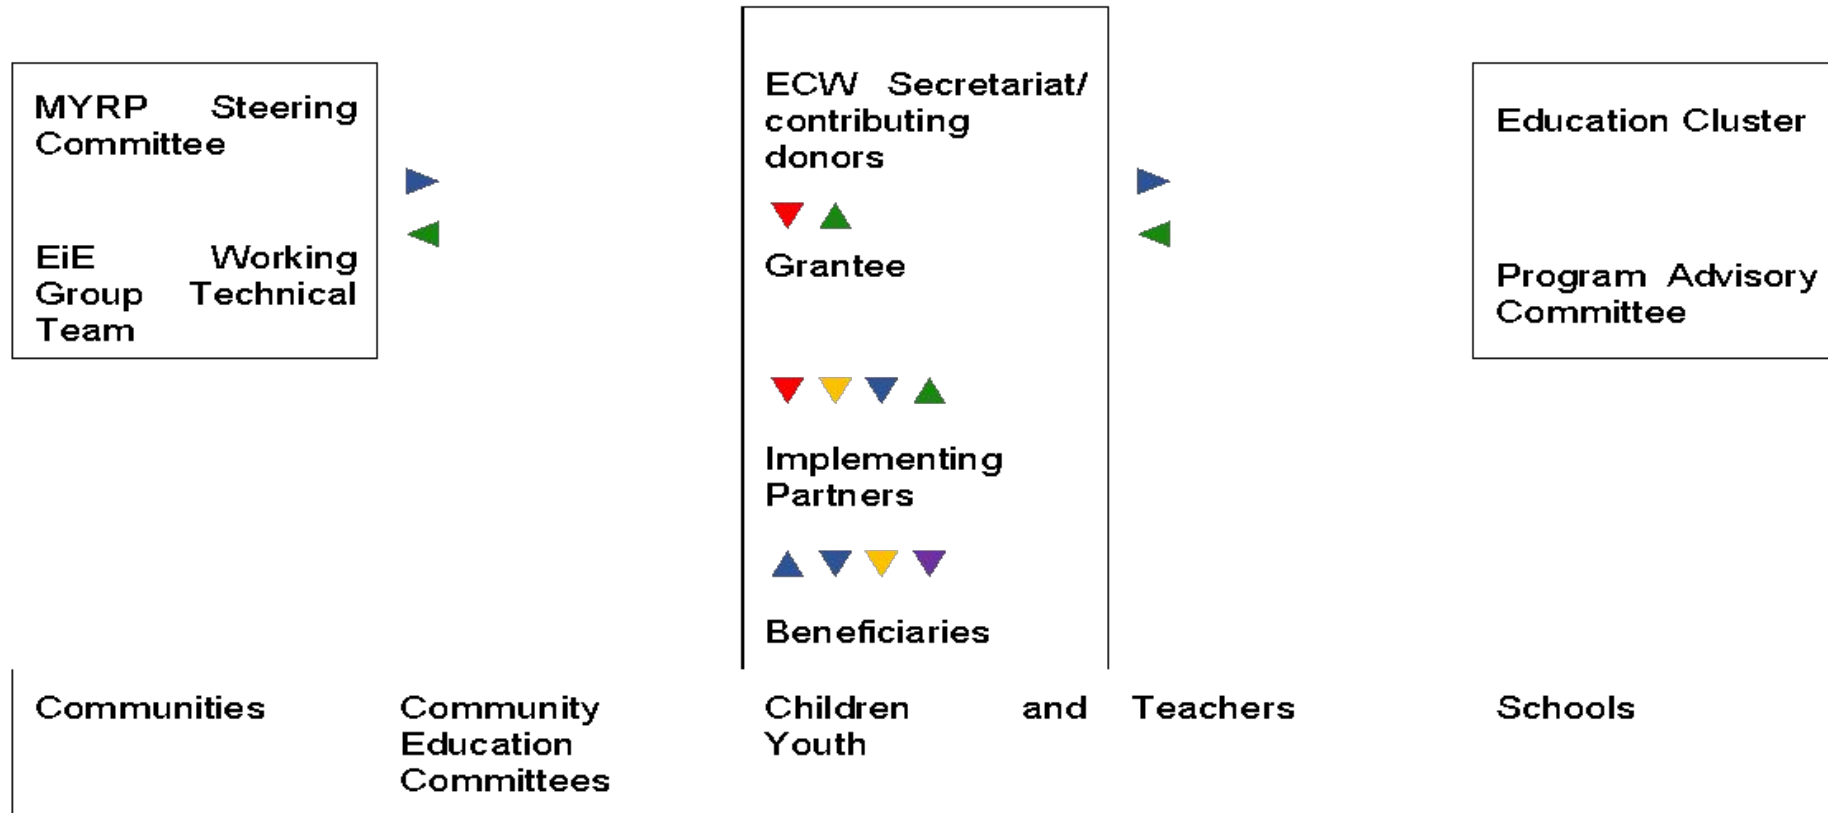 MYRP Steering
Committee
EiE Working
Group Technical
Team
ECW Secretariat/
contributing
donors
Grantee
Implementing
Partners
Beneficiaries
Education Cluster
Program Advisory
Committee
Communities
Community
Education
Committees
Children and
Youth
Teachers
Schools